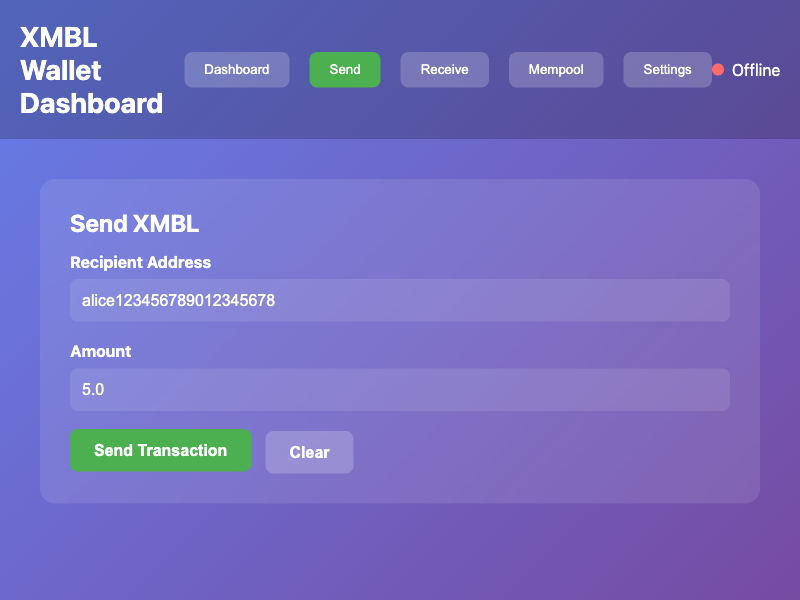 XMBL
Wallet
Dashboard
Dashboard
Send
Receive
Mempool
Settings
Offline
Send XMBL
Recipient Address
alice123456789012345678
Amount
5.0
Send Transaction
Clear